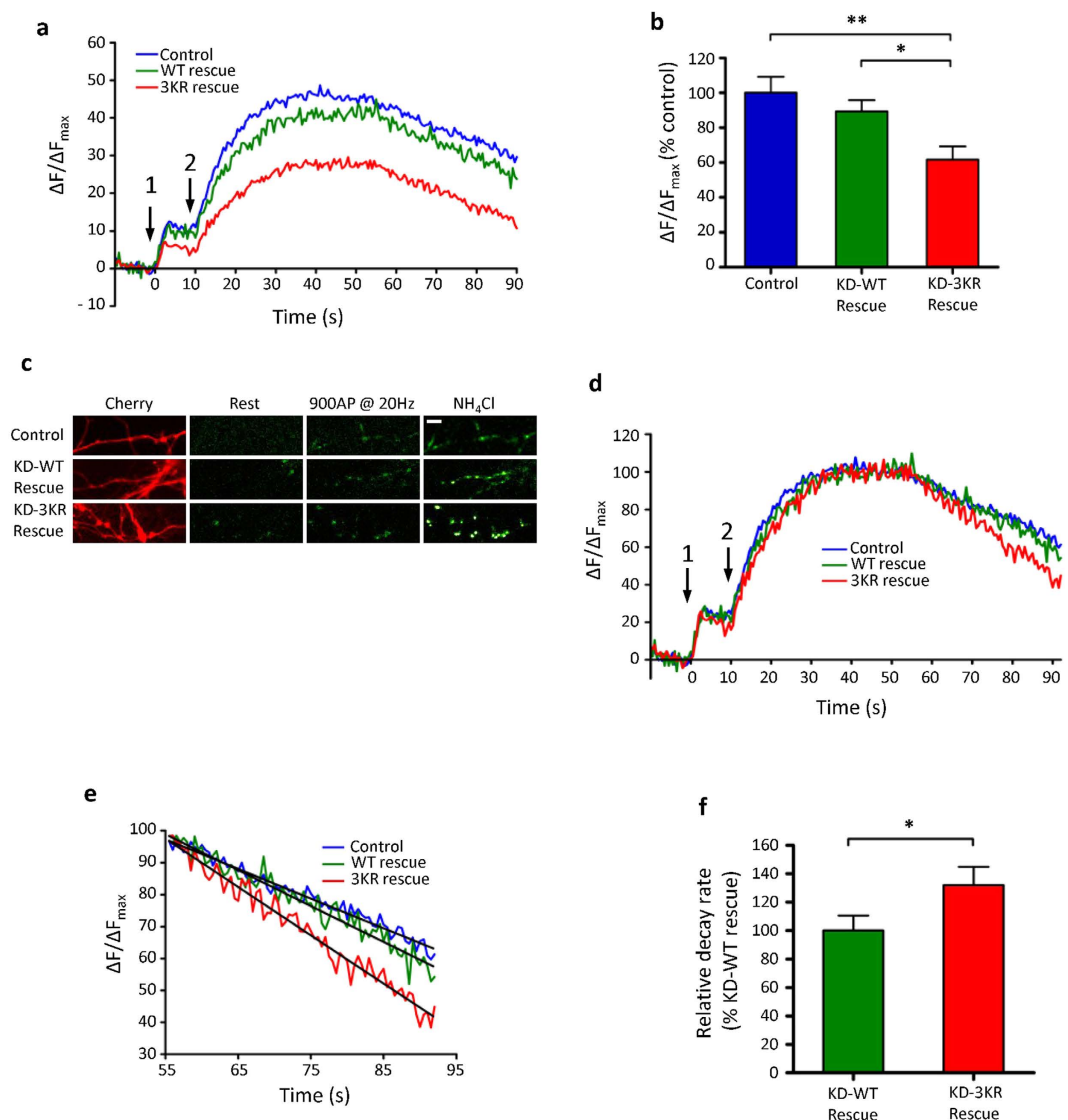 a
60
50
40
30
20
10
0
- 10
ΔF/ΔFmax
Control
WT rescue
3KR rescue
1
2
0 10 20 30 40 50 60 70 80 90
Time (s)
b
**
*
120
100
80
60
40
20
0
ΔF/ΔFmax (% control)
Control
KD-WT
Rescue
KD-3KR
Rescue
c
Cherry Rest 900AP @ 20Hz NH4Cl
Control
KD-WT
Rescue
KD-3KR
Rescue
d
120
100
80
60
40
20
0
ΔF/ΔFmax
1
2
Control
WT rescue
3KR rescue
0 10 20 30 40 50 60 70 80 90
Time (s)
e
100
90
80
70
60
50
40
30
ΔF/ΔFmax
Control
WT rescue
3KR rescue
55 65 75 85 95
Time (s)
f
*
160
140
120
100
80
60
40
20
0
Relative decay rate
(% KD-WT rescue)
KD-WT
Rescue
KD-3KR
Rescue